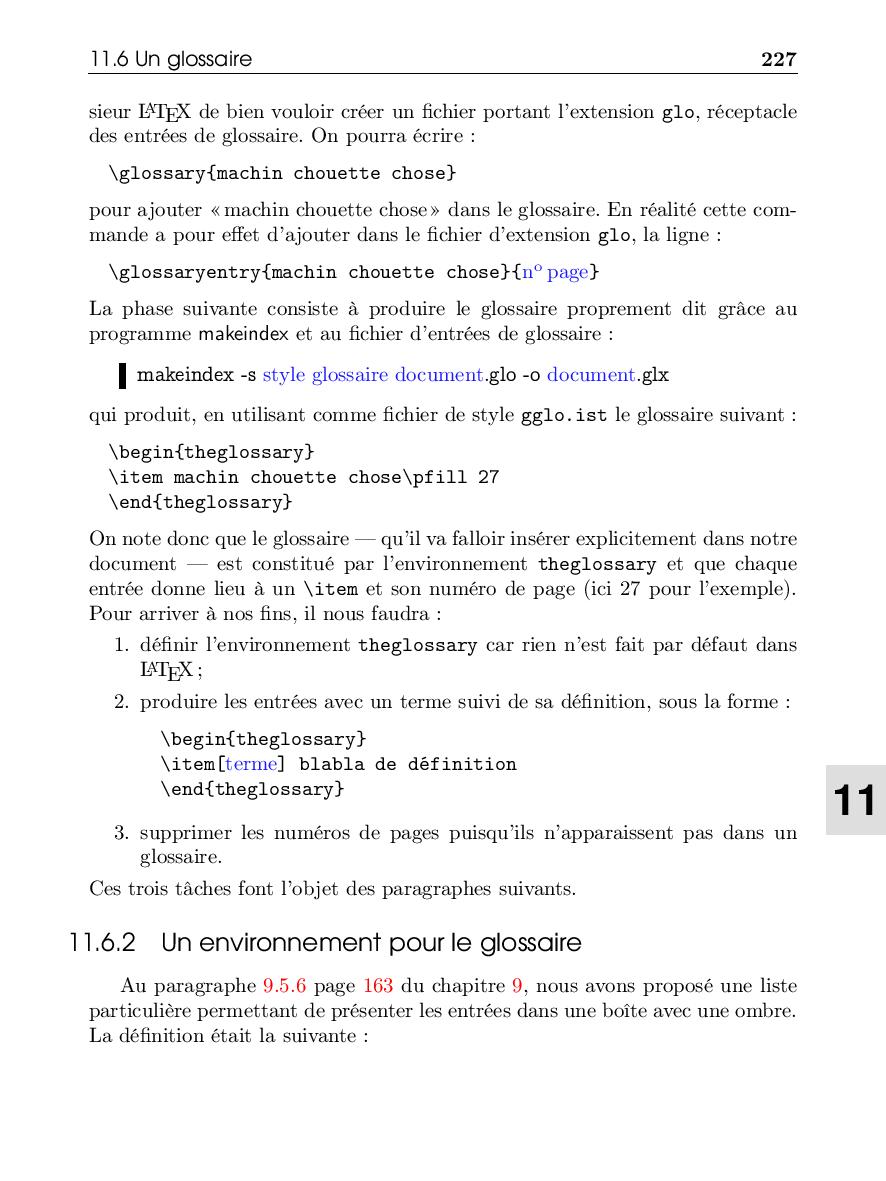 11.6 Un glossaire 227
sieur LATEX de bien vouloir créer un fichier portant l'extension glo, réceptacle
des entrées de glossaire. On pourra écrire :
\glossary{machin chouette chose}
pour ajouter « machin chouette chose » dans le glossaire. En réalité cette com-
mande a pour effet d'ajouter dans le fichier d'extension glo, la ligne :
\glossaryentry{machin chouette chose}{nº page}
La phase suivante consiste à produire le glossaire proprement dit grâce au
programme makeindex et au fichier d'entrées de glossaire :
makeindex -s style glossaire document.glo -o document.glx
qui produit, en utilisant comme fichier de style gglo.ist le glossaire suivant :
\begin{theglossary}
\item machin chouette chose\pfill 27
\end{theglossary}
On note donc que le glossaire — qu'il va falloir insérer explicitement dans notre
document — est constitué par l'environnement theglossary et que chaque
entrée donne lieu à un \item et son numéro de page (ici 27 pour l'exemple).
Pour arriver à nos fins, il nous faudra :
1. définir l'environnement theglossary car rien n'est fait par défaut dans
LATEX ;
2. produire les entrées avec un terme suivi de sa définition, sous la forme :
\begin{theglossary}
\item[terme] blabla de définition
\end{theglossary}
11
3. supprimer les numéros de pages puisqu'ils n'apparaissent pas dans un
glossaire.
Ces trois tâches font l'objet des paragraphes suivants.
11.6.2 Un environnement pour le glossaire
Au paragraphe 9.5.6 page 163 du chapitre 9, nous avons proposé une liste
particulière permettant de présenter les entrées dans une boîte avec une ombre.
La définition était la suivante :